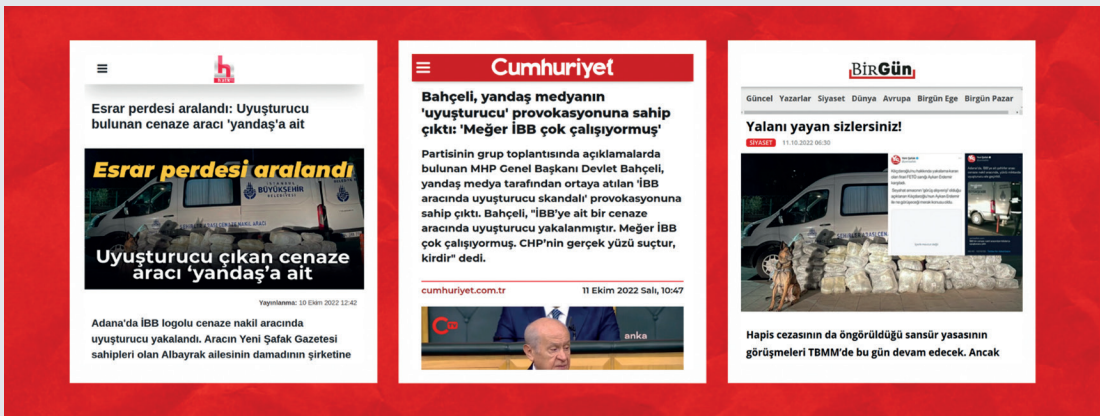 h
HALK
Esrar perdesi aralandı: Uyuşturucu
bulunan cenaze aracı 'yandaş'a ait
Esrar perdesi aralandı
İSTANBUL
BÜYÜKŞEHİR
BELEDİYESİ
CENAZE NAKİL ARACI
Uyuşturucu çıkan cenaze
aracı ‘yandaş’a ait
Yayınlanma: 10 Ekim 2022 12:42
Adana'da İBB logolu cenaze nakil aracında
uyuşturucu yakalandı. Aracın Yeni Şafak Gazetesi
sahipleri olan Albayrak ailesinin damadının şirketine
Cumhuriyet
Bahçeli, yandaş medyanın
'uyuşturucu' provokasyonuna sahip
çıktı: 'Meğer İBB çok çalışıyormuş'
Partisinin grup toplantısında açıklamalarda
bulunan MHP Genel Başkanı Devlet Bahçeli,
yandaş medya tarafından ortaya atılan 'İBB
aracında uyuşturucu skandalı' provokasyonuna
sahip çıktı. Bahçeli, "İBB'ye ait bir cenaze
aracında uyuşturucu yakalanmıştır. Meğer İBB
çok çalışıyormuş. CHP'nin gerçek yüzü suçtur,
kirdir" dedi.
cumhuriyet.com.tr 11 Ekim 2022 Salı, 10:47
C TV
anka
BirGün
Güncel Yazarlar Siyaset Dünya Avrupa Birgün Ege Birgün Pazar
Yalanı yayan sizlersiniz!
SİYASET 11.10.2022 06:30
Hapis cezasının da öngörüldüğü sansür yasasının
görüşmeleri TBMM’de bu gün devam edecek. Ancak